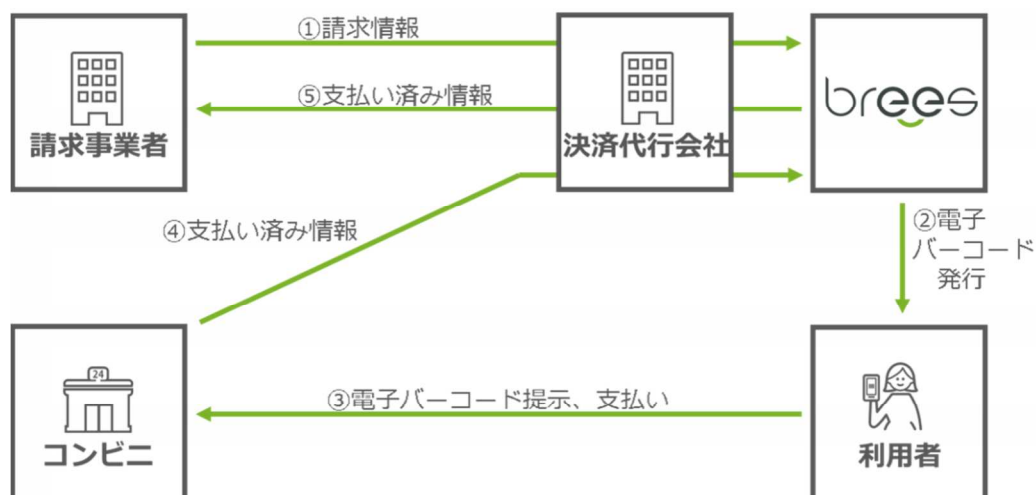 ①請求情報
⑤支払い済み情報
請求事業者
決済代行会社
brees
④支払い済み情報
②電子
バーコード
発行
24
コンビニ
③電子バーコード提示、支払い
利用者